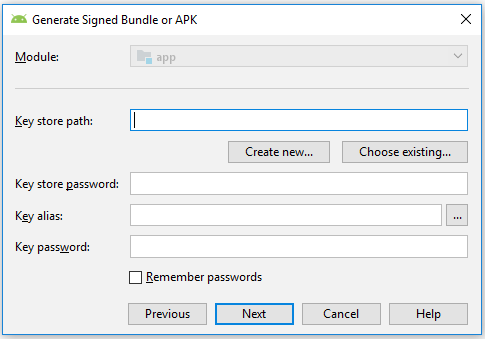 Generate Signed Bundle or APK
Module:
app
Key store path:
Create new...
Choose existing...
Key store password:
Key alias:
...
Key password:
Remember passwords
Previous
Next
Cancel
Help